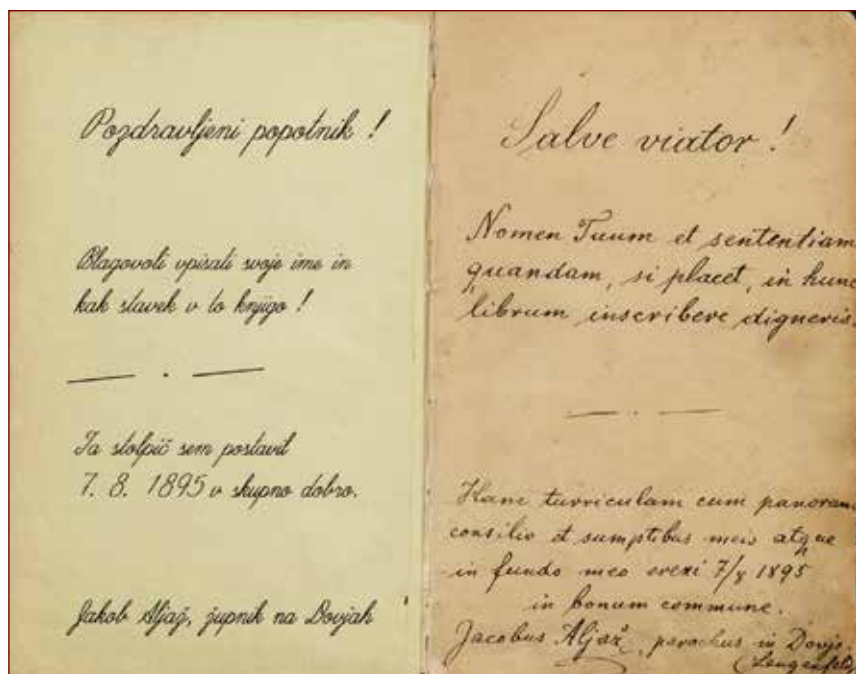 Pozdravljeni popotnik !
Blagovoli vpisati svoje ime in
kak stavek v to knjigo !
Ta stolpič sem postavil
7. 8. 1895 v skupno dobro.
Jakob Aljaž, župnik na Dovjah
Salve viator !
Nomen Tuum et sententiam
quandam, si placet, in hunc
librum inscribere digneris.
Hanc turriculam cum panoram
consilio et sumptibus meis atque
in fundo meo erexi 7/8 1895
in bonum commune.
Jacobus Aljaž, parochus in Dovje.
(Lengenfeld)